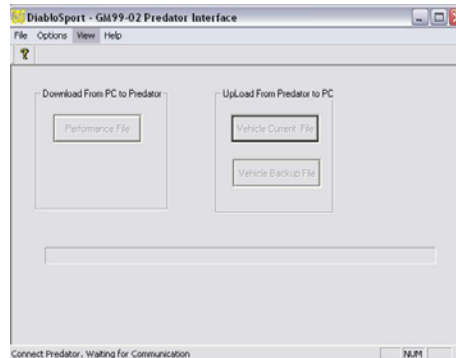 DiabloSport - GM99-02 Predator Interface
File Options View Help
Download From PC to Predator
UpLoad From Predator to PC
Performance File
Vehicle Current File
Vehicle Backup File
Connect Predator. Waiting for Communication
NUM